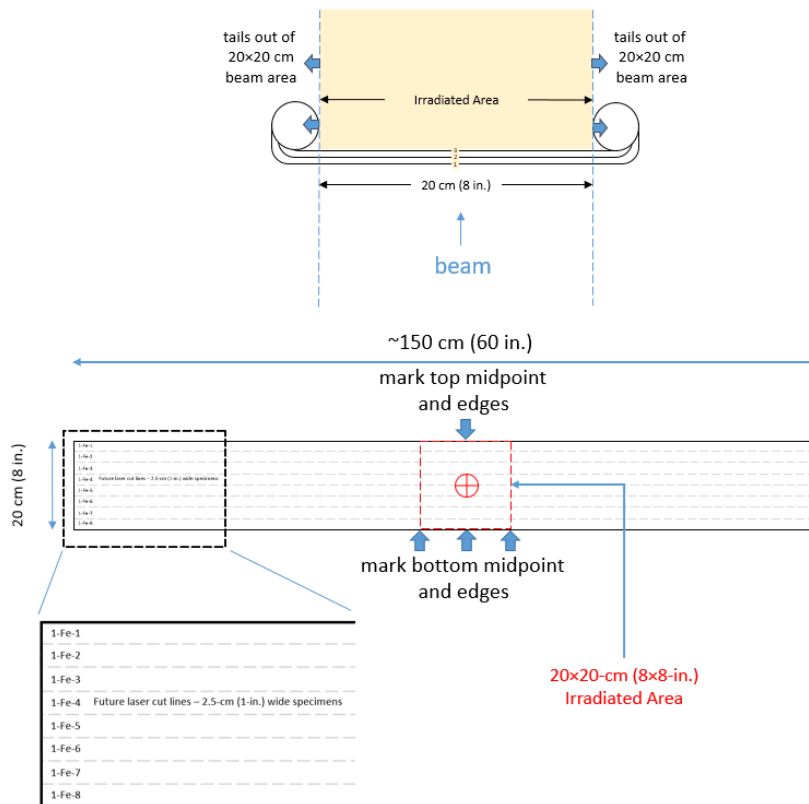 tails out of
20×20 cm
beam area
tails out of
20×20 cm
beam area
Irradiated Area
3
2
1
20 cm (8 in.)
beam
~150 cm (60 in.)
mark top midpoint
and edges
20 cm (8 in.)
1-Fe-1
1-Fe-2
1-Fe-3
1-Fe-4 Future laser cut lines – 2.5-cm (1-in.) wide specimens
1-Fe-5
1-Fe-6
1-Fe-7
1-Fe-8
mark bottom midpoint
and edges
1-Fe-1
1-Fe-2
1-Fe-3
1-Fe-4 Future laser cut lines – 2.5-cm (1-in.) wide specimens
1-Fe-5
1-Fe-6
1-Fe-7
1-Fe-8
20×20-cm (8×8-in.)
Irradiated Area